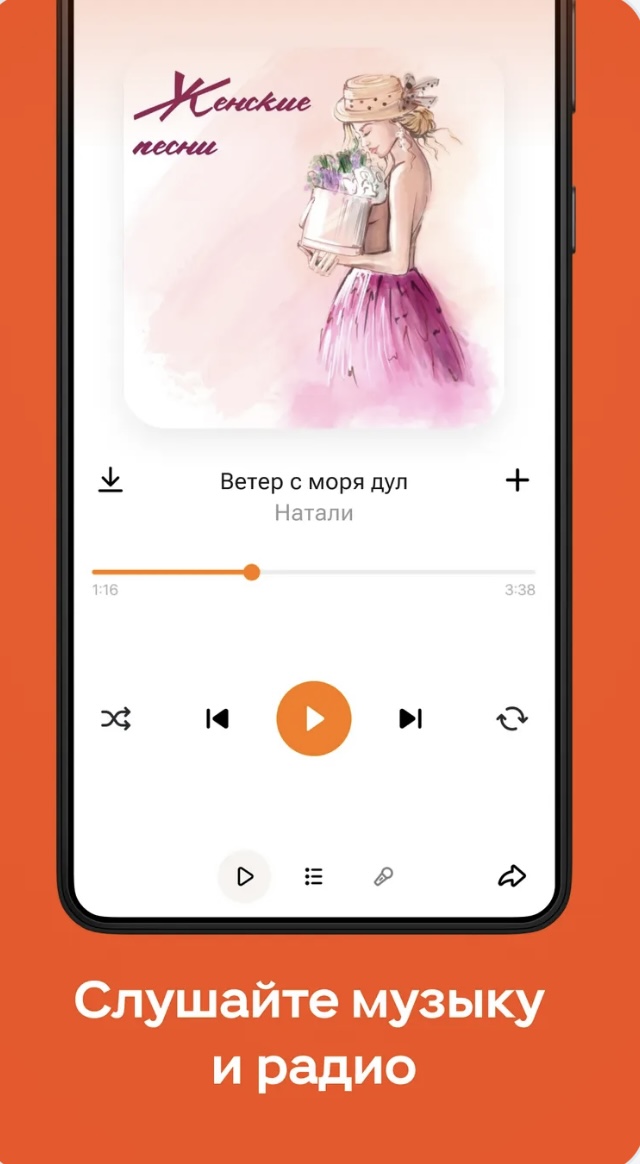 Женские
песни
Ветер с моря дул
Натали
1:16 3:38
Слушайте музыку
и радио